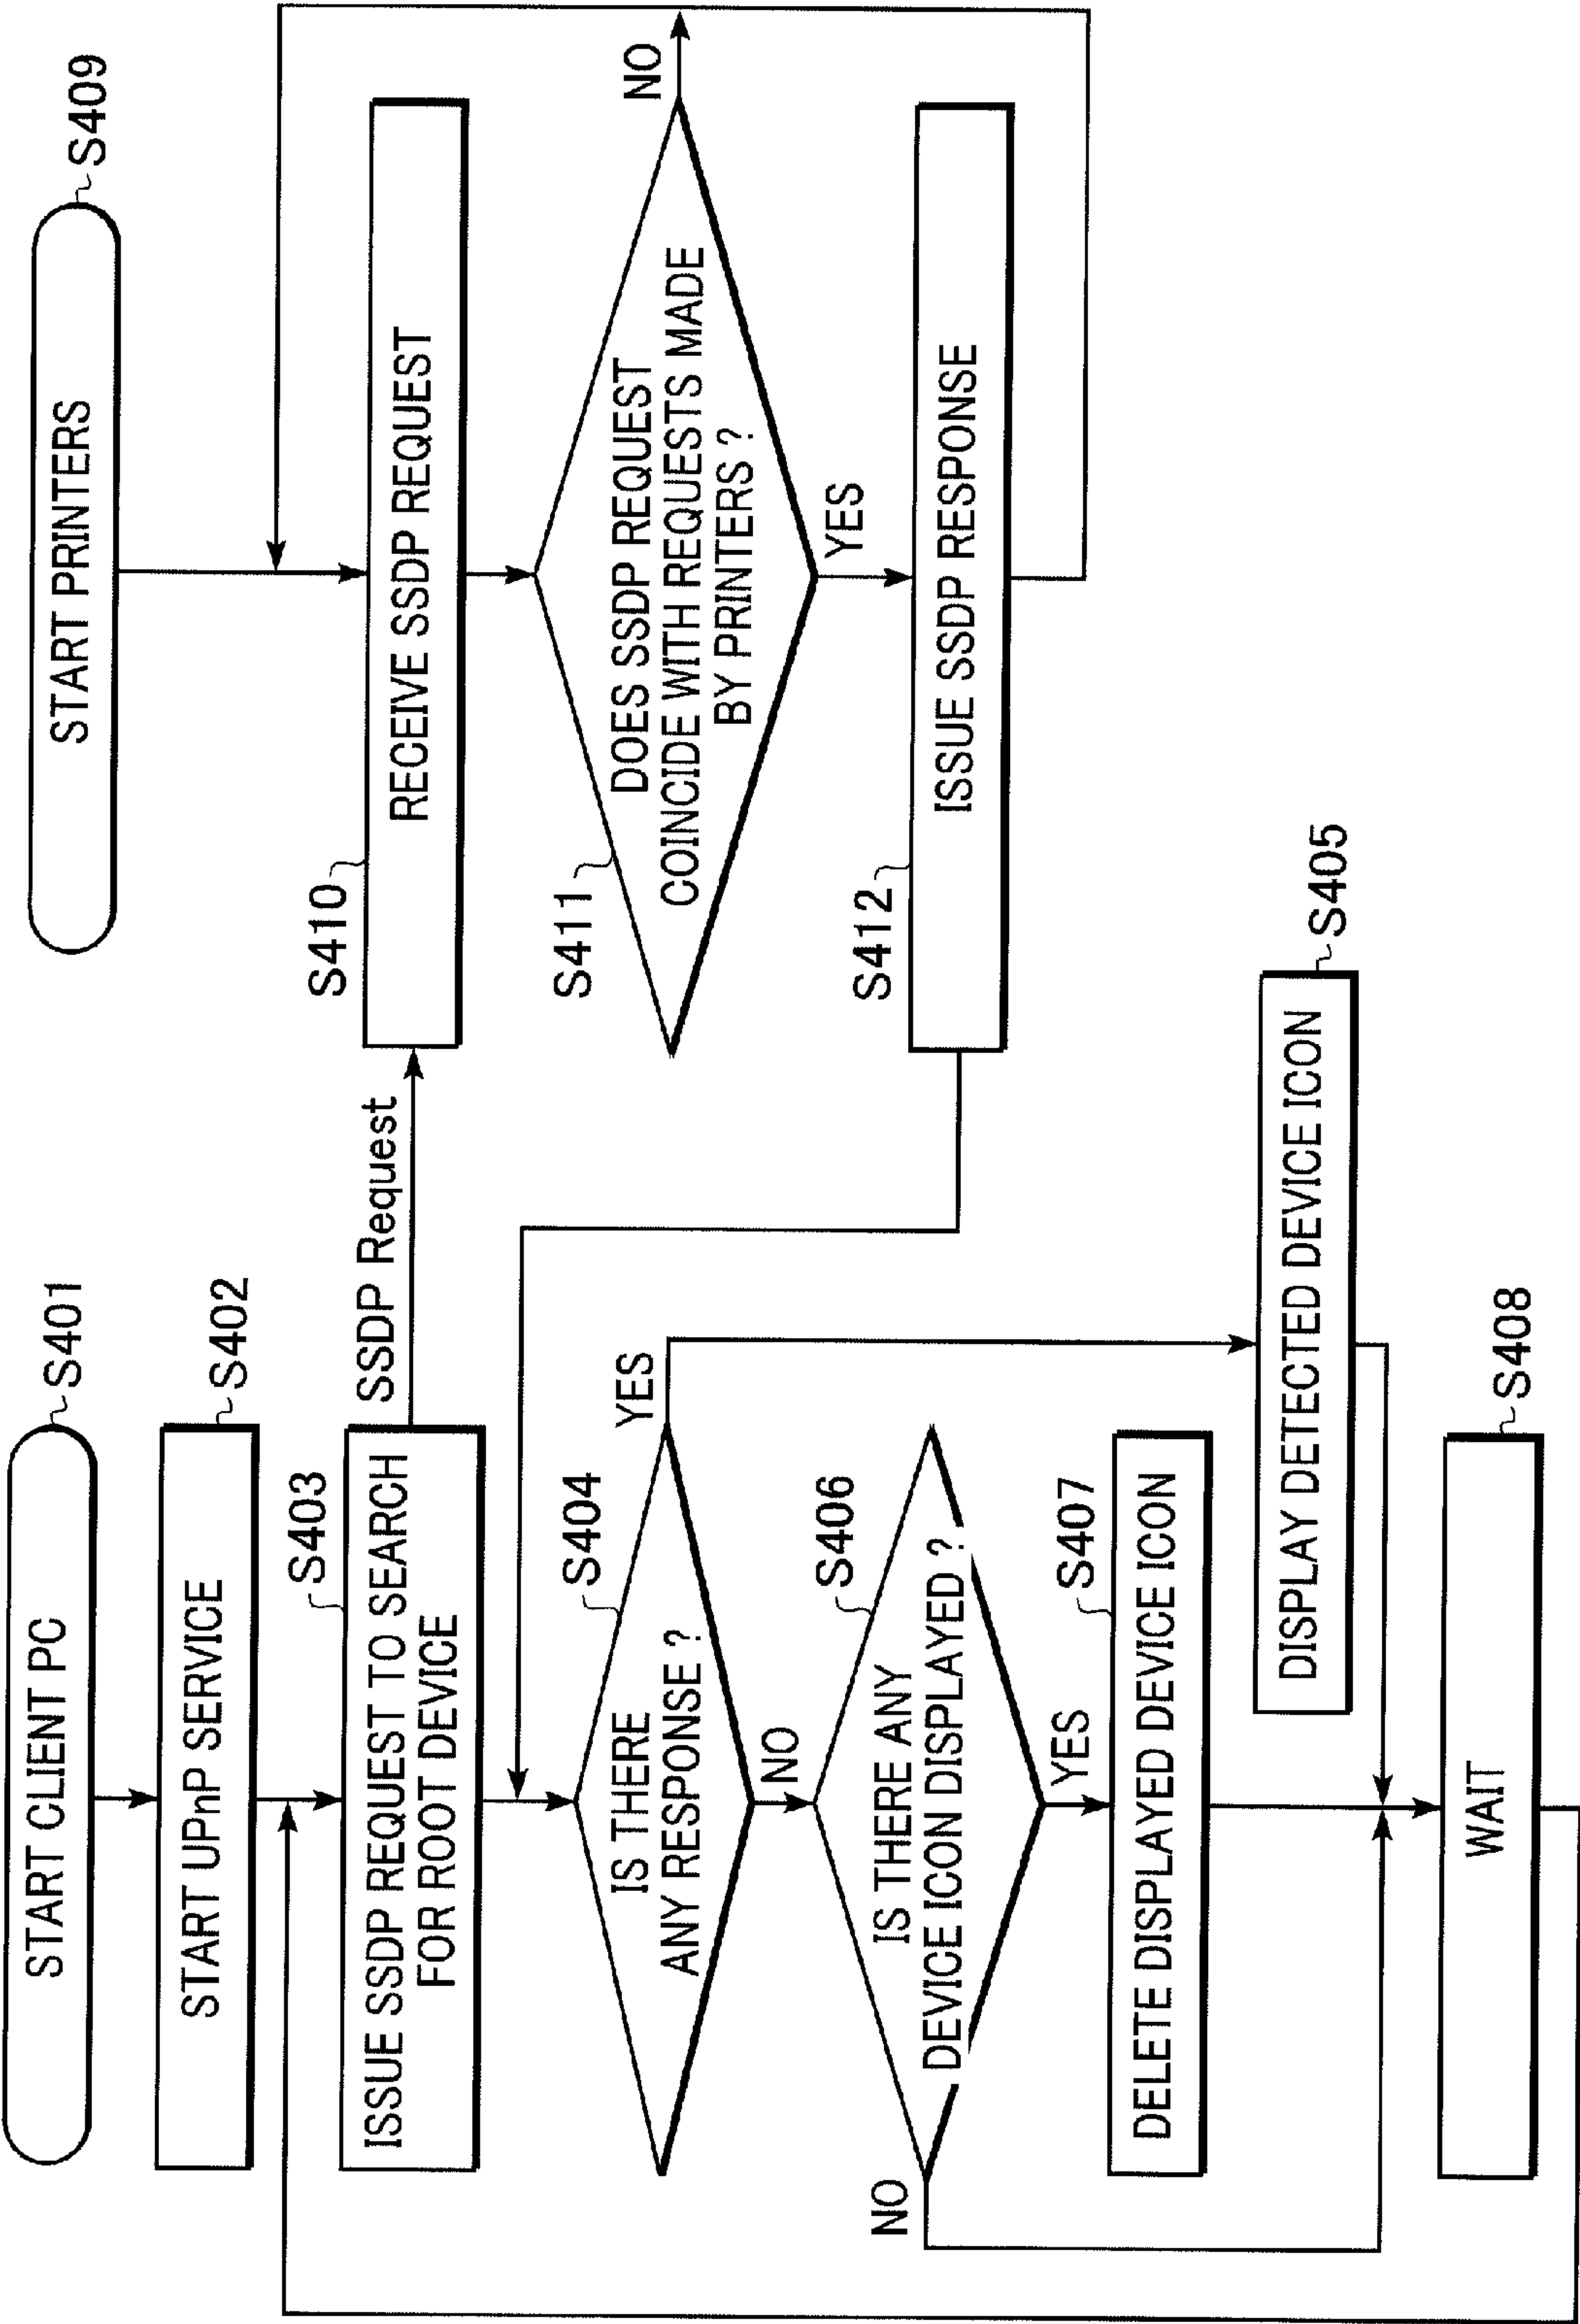 START CLIENT PC
S401
START UPnP SERVICE
S402
S403
ISSUE SSDP REQUEST TO SEARCH
FOR ROOT DEVICE
SSDP Request
S404
IS THERE
ANY RESPONSE ?
YES
NO
S406
IS THERE ANY
DEVICE ICON DISPLAYED ?
NO
YES
S407
DELETE DISPLAYED DEVICE ICON
DISPLAY DETECTED DEVICE ICON
S405
WAIT
S408
START PRINTERS
S409
S410
RECEIVE SSDP REQUEST
S411
DOES SSDP REQUEST
COINCIDE WITH REQUESTS MADE
BY PRINTERS ?
NO
YES
S412
ISSUE SSDP RESPONSE